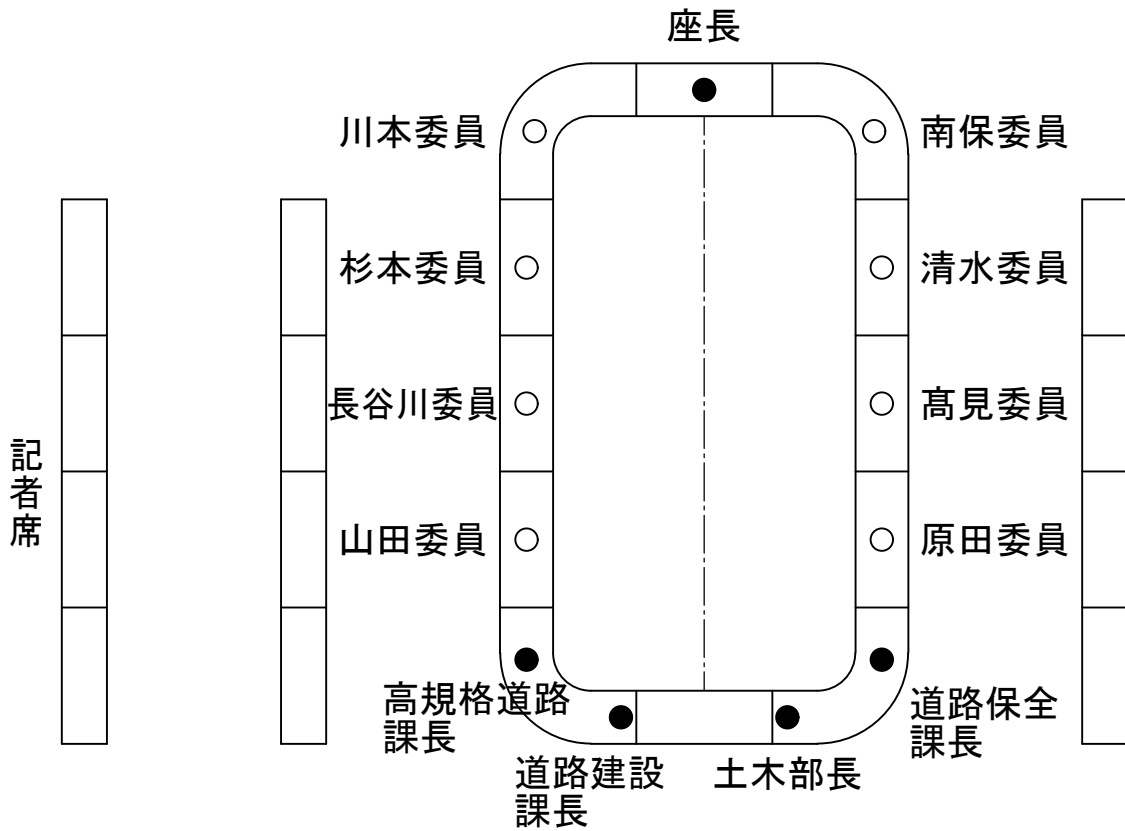 座長
川本委員
南保委員
杉本委員
清水委員
長谷川委員
髙見委員
記者席
山田委員
原田委員
高規格道路
課長
道路保全
課長
道路建設
課長
土木部長